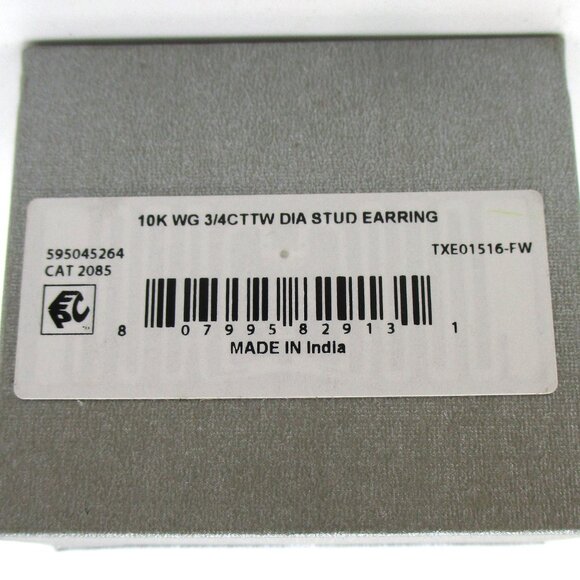 10K WG 3/4CTTW DIA STUD EARRING
595045264
TXE01516-FW
CAT 2085
EPC
8 07995 82913 1
MADE IN India